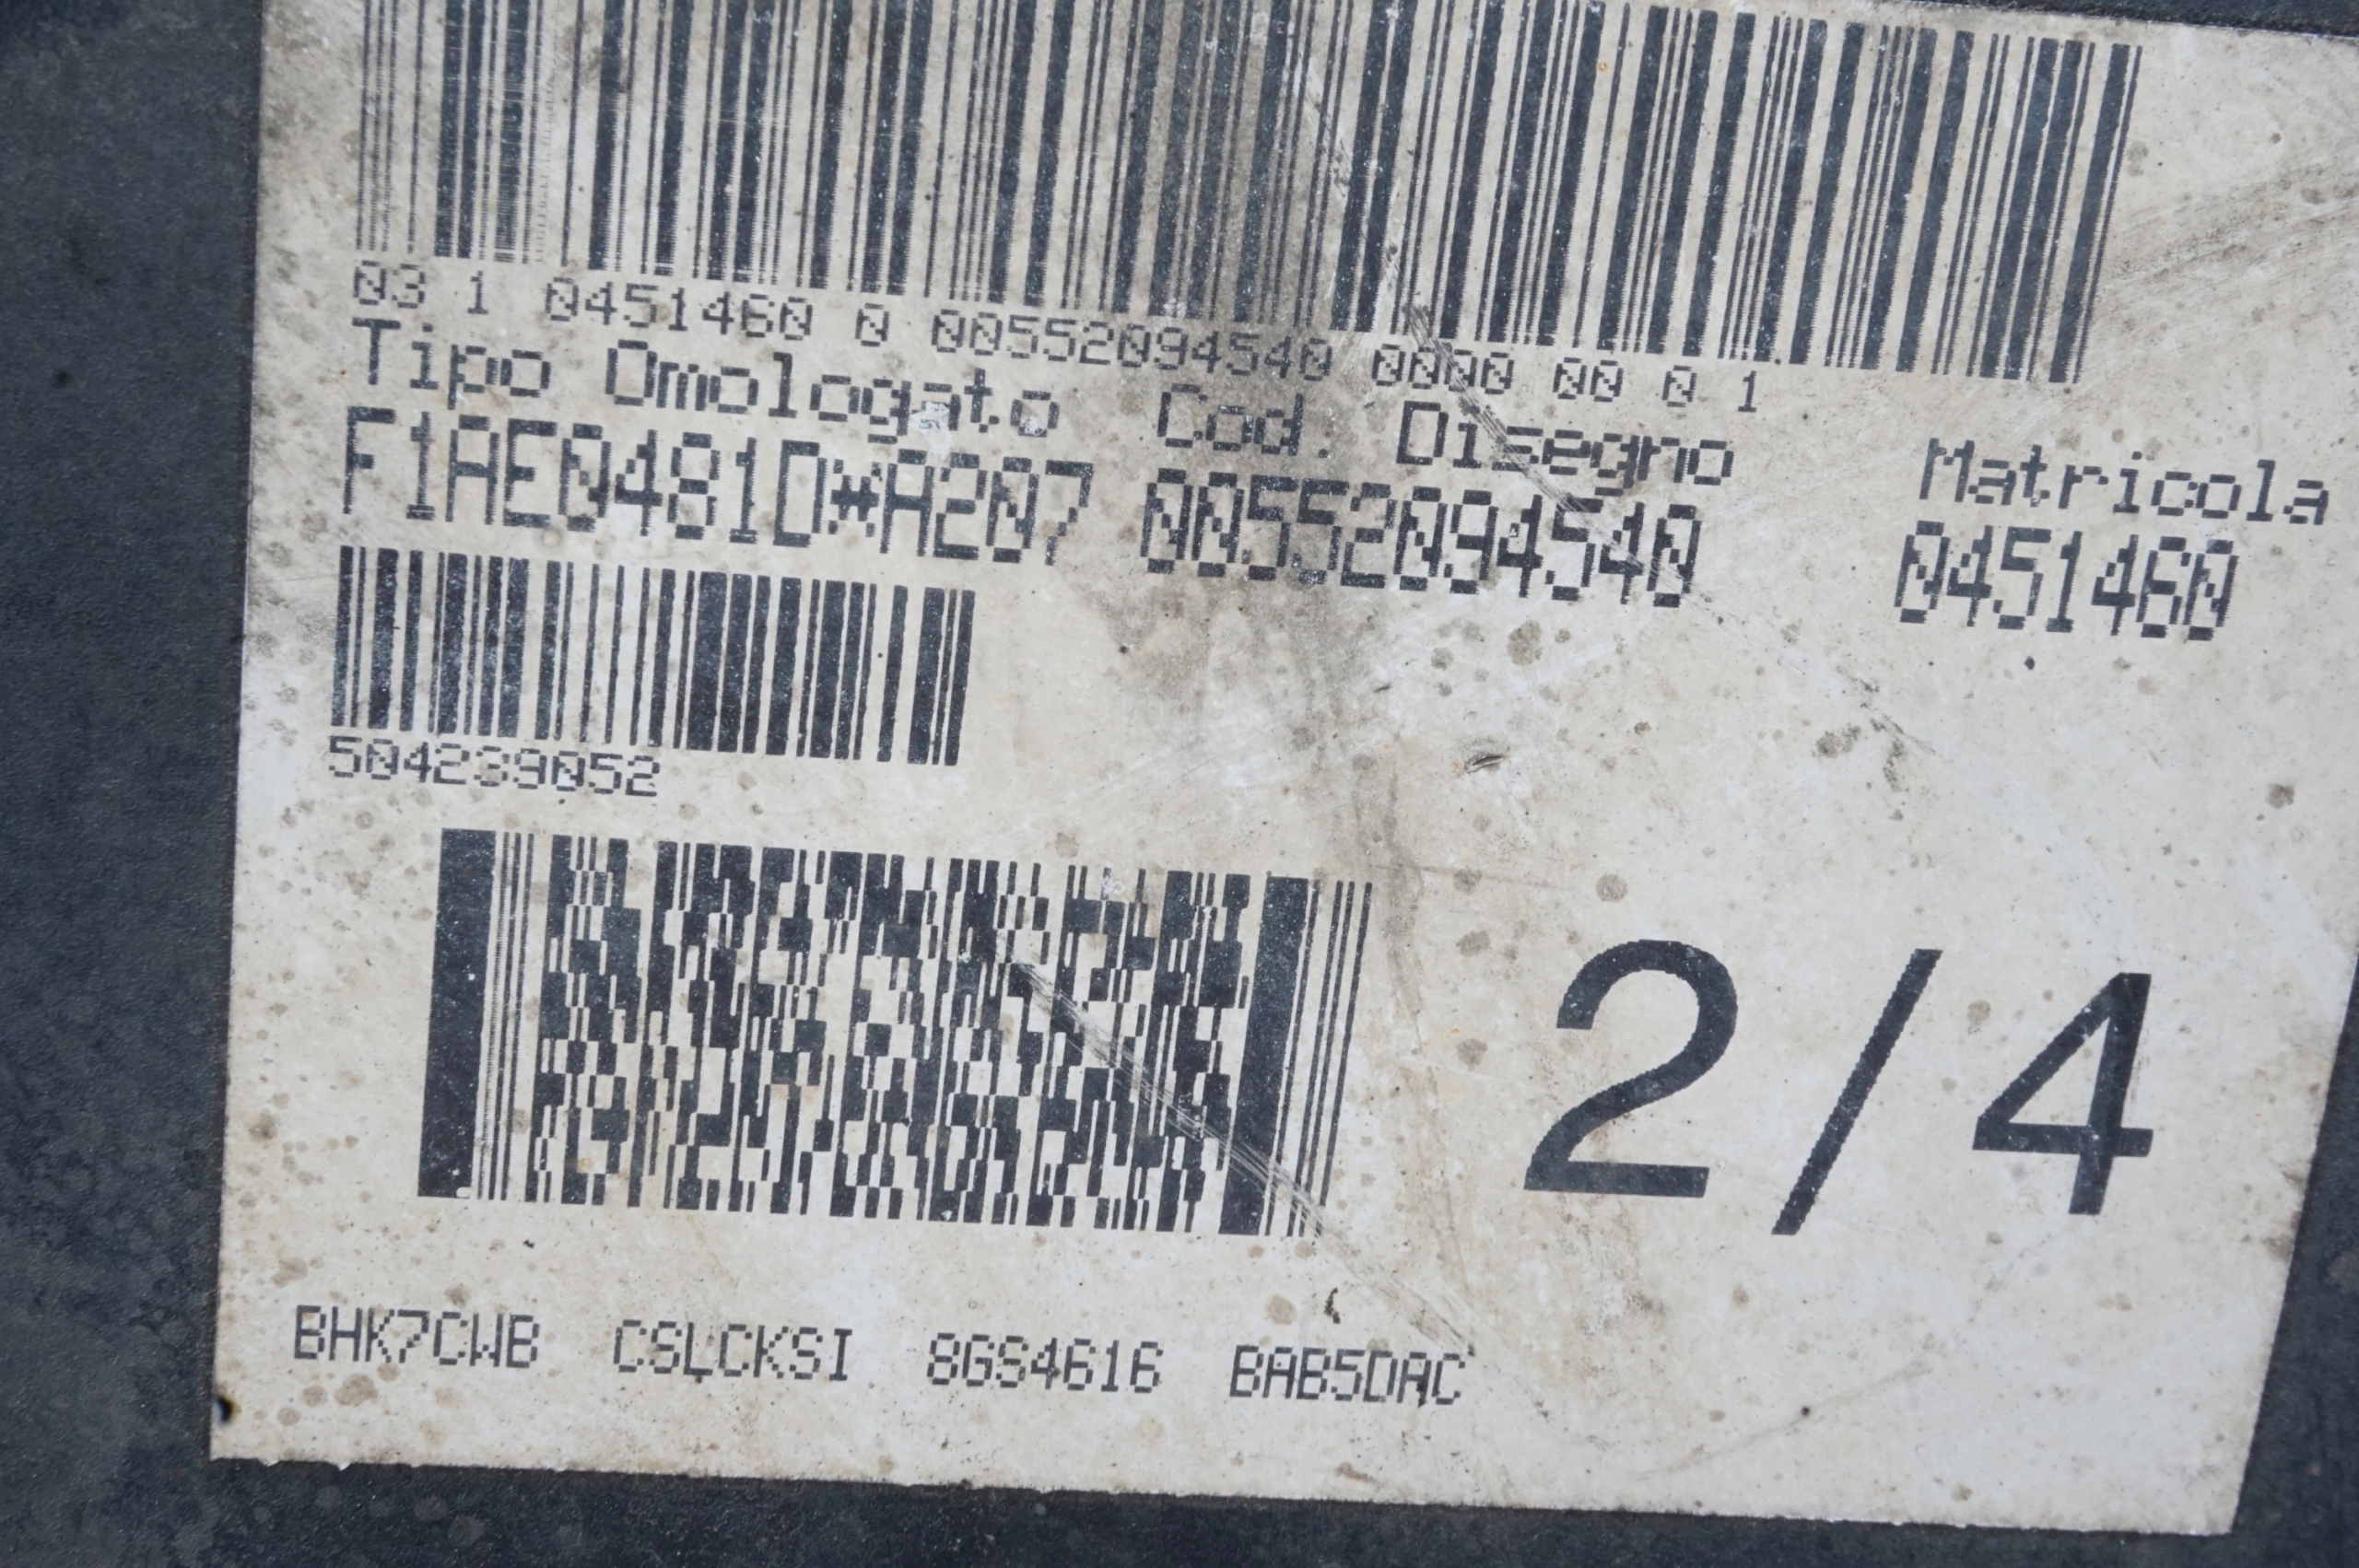 03 1 0451460 0 00552094540 0000 00 0 1
Tipo Omologato Cod. Disegno Matricola
F1AE0481D*A207 00552094540 0451460
504239052
2/4
BHK7CWB CSLCKSI 8GS4616 BAB5DAC